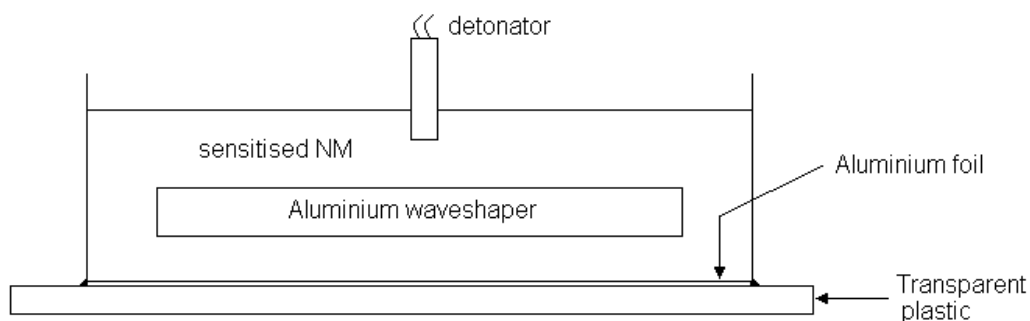 detonator
sensitised NM
Aluminium foil
Aluminium waveshaper
Transparent
plastic